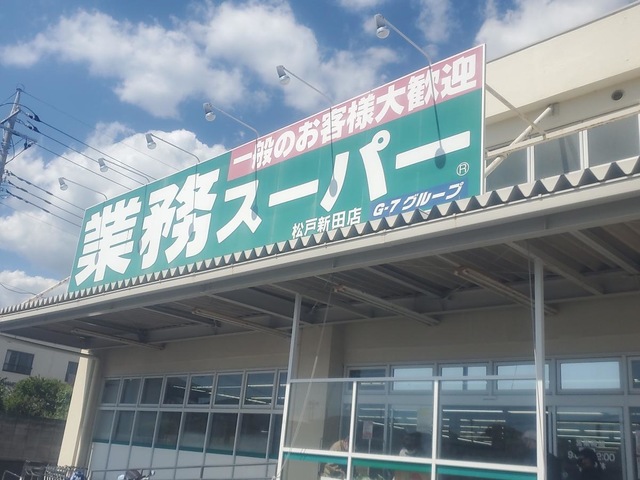 一般のお客様大歓迎
業務スーパー®
松戸新田店
G-7グループ